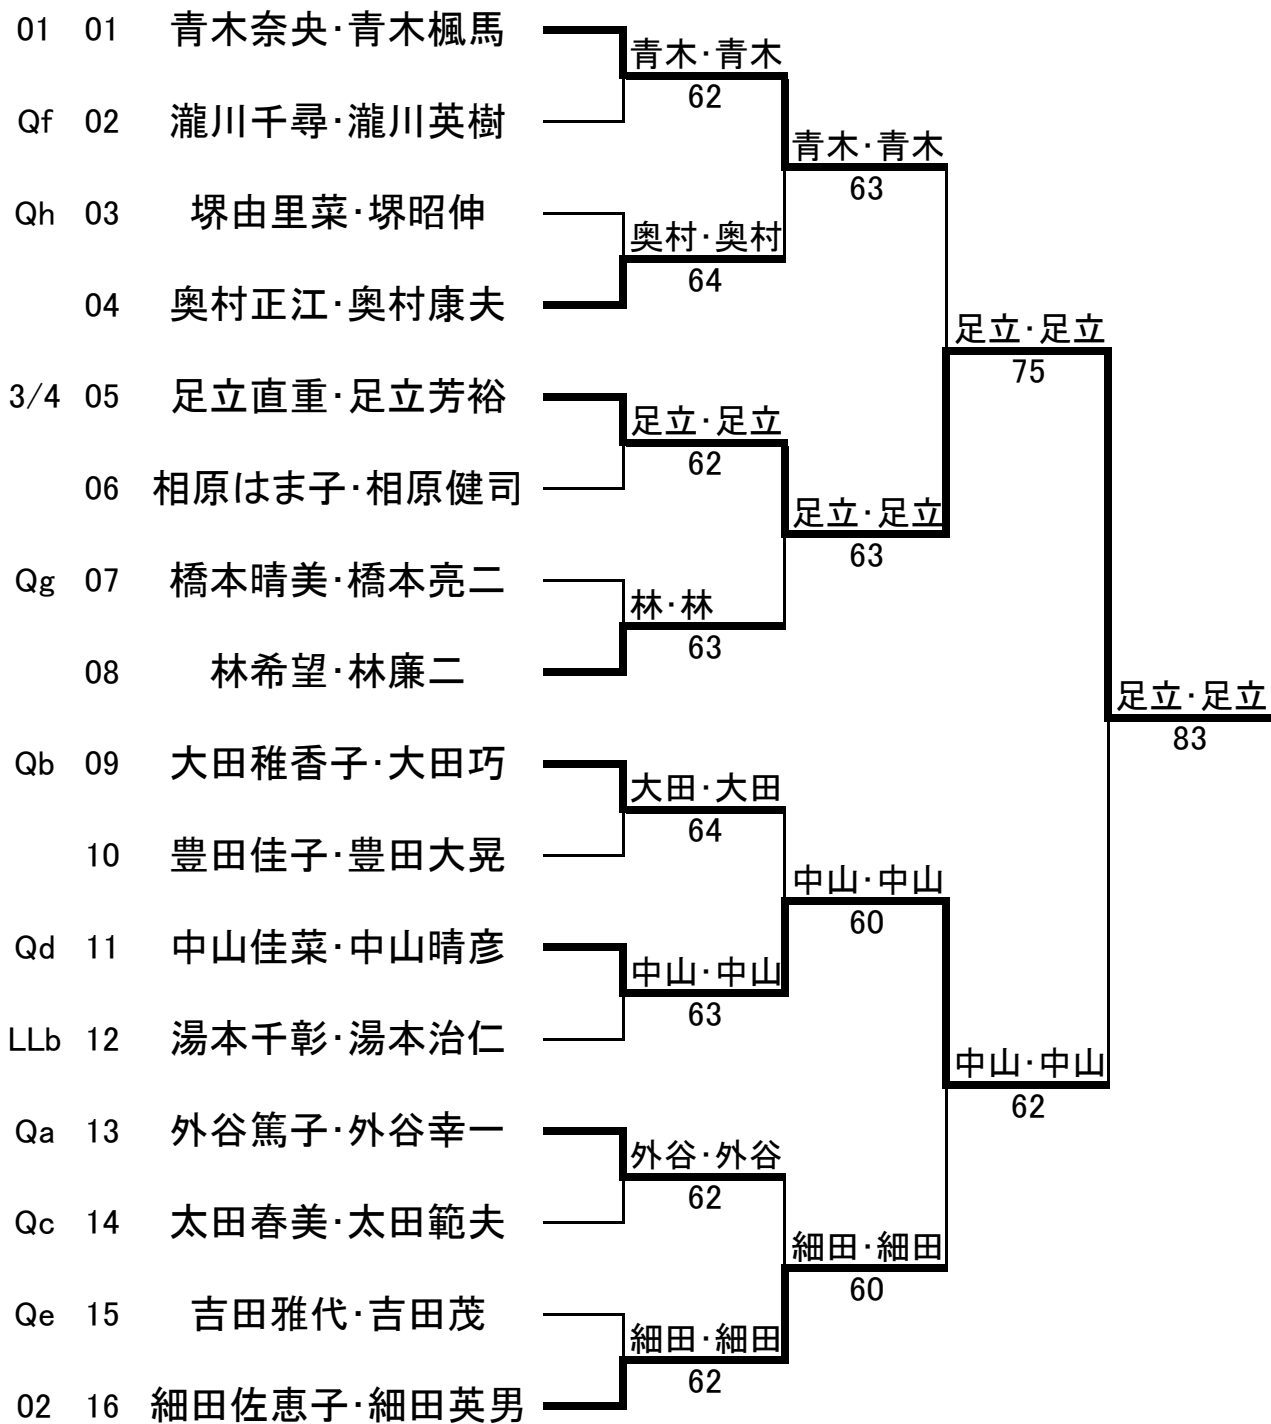 01 01 青木奈央・青木楓馬
青木・青木
62
Qf 02 瀧川千尋・瀧川英樹
青木・青木
63
Qh 03 堺由里菜・堺昭伸
奥村・奥村
64
04 奥村正江・奥村康夫
足立・足立
75
3/4 05 足立直重・足立芳裕
足立・足立
62
06 相原はま子・相原健司
足立・足立
63
Qg 07 橋本晴美・橋本亮二
林・林
63
08 林希望・林廉二
足立・足立
83
Qb 09 大田稚香子・大田巧
大田・大田
64
10 豊田佳子・豊田大晃
中山・中山
60
Qd 11 中山佳菜・中山晴彦
中山・中山
63
LLb 12 湯本千彰・湯本治仁
中山・中山
62
Qa 13 外谷篤子・外谷幸一
外谷・外谷
62
Qc 14 太田春美・太田範夫
細田・細田
60
Qe 15 吉田雅代・吉田茂
細田・細田
62
02 16 細田佐恵子・細田英男